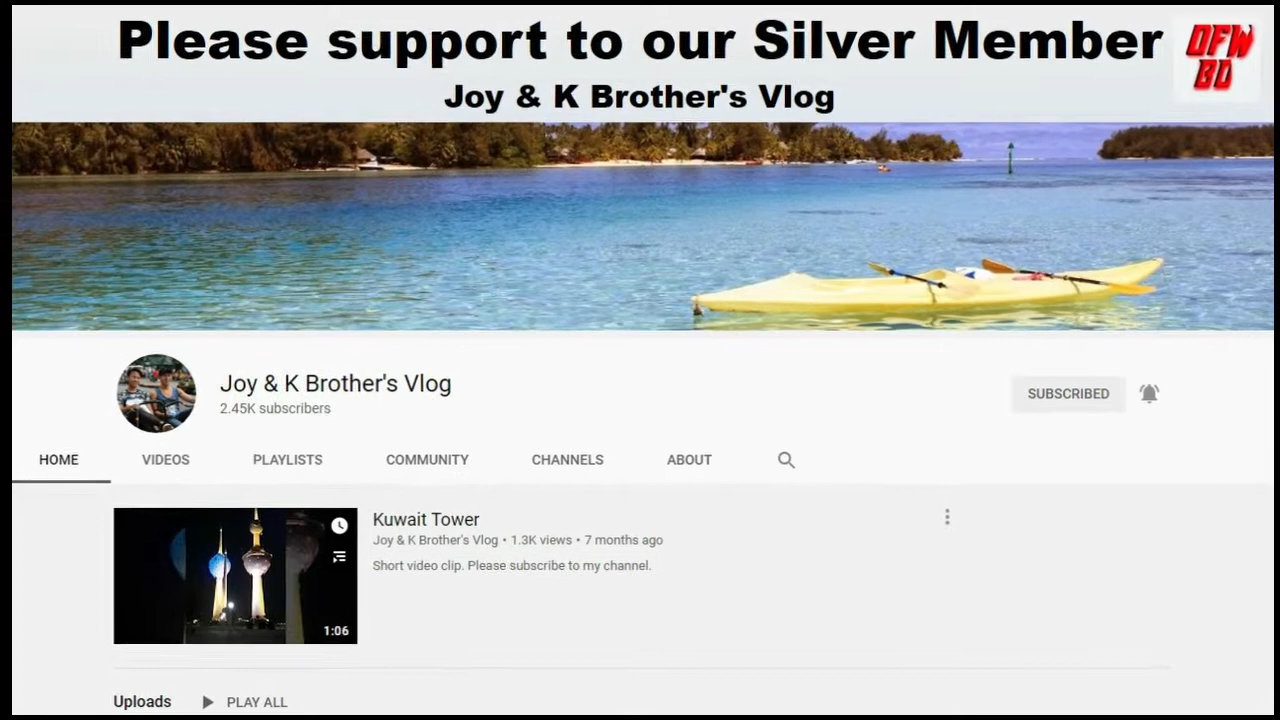 Please support to our Silver Member
OFW
BD
Joy & K Brother's Vlog
Joy & K Brother's Vlog
2.45K subscribers
SUBSCRIBED
HOME VIDEOS PLAYLISTS COMMUNITY CHANNELS ABOUT
1:06
Kuwait Tower
Joy & K Brother's Vlog • 1.3K views • 7 months ago
Short video clip. Please subscribe to my channel.
Uploads PLAY ALL